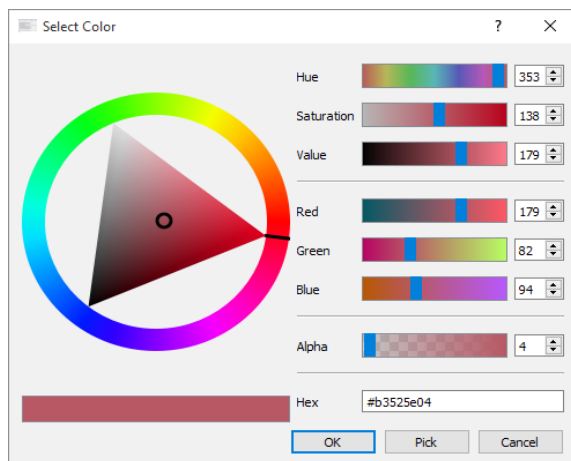 Select Color
?
Hue 353
Saturation 138
Value 179
Red 179
Green 82
Blue 94
Alpha 4
Hex #b3525e04
OK Pick Cancel